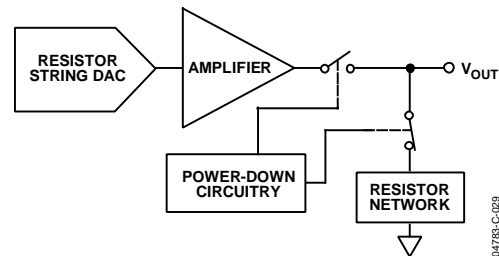 RESISTOR
STRING DAC
AMPLIFIER
VOUT
POWER-DOWN
CIRCUITRY
RESISTOR
NETWORK
04783-C-029